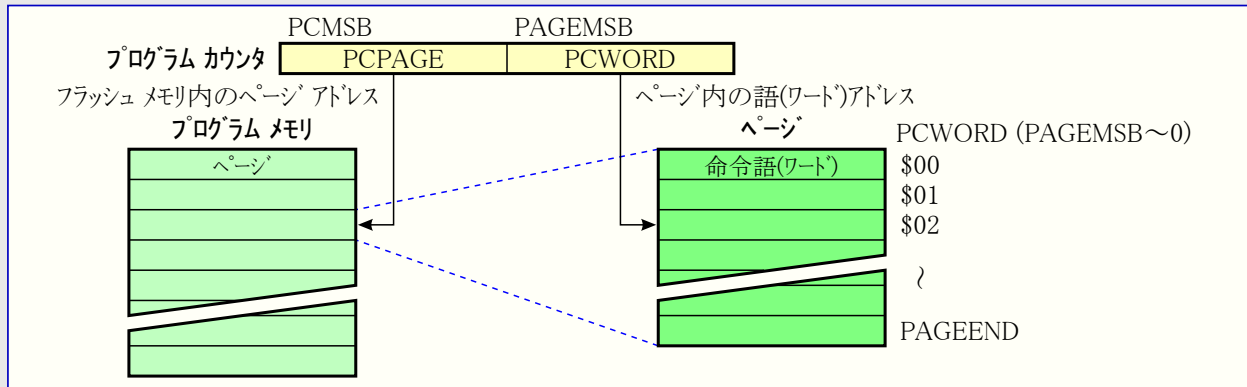 PCMSB PAGEMSB
プログラム カウンタ PCPAGE PCWORD
フラッシュ メモリ内のページ アドレス ページ内の語(ワード)アドレス
プログラム メモリ ページ PCWORD (PAGEMSB～0)
ページ 命令語(ワード) $00
$01
$02
～
PAGEEND